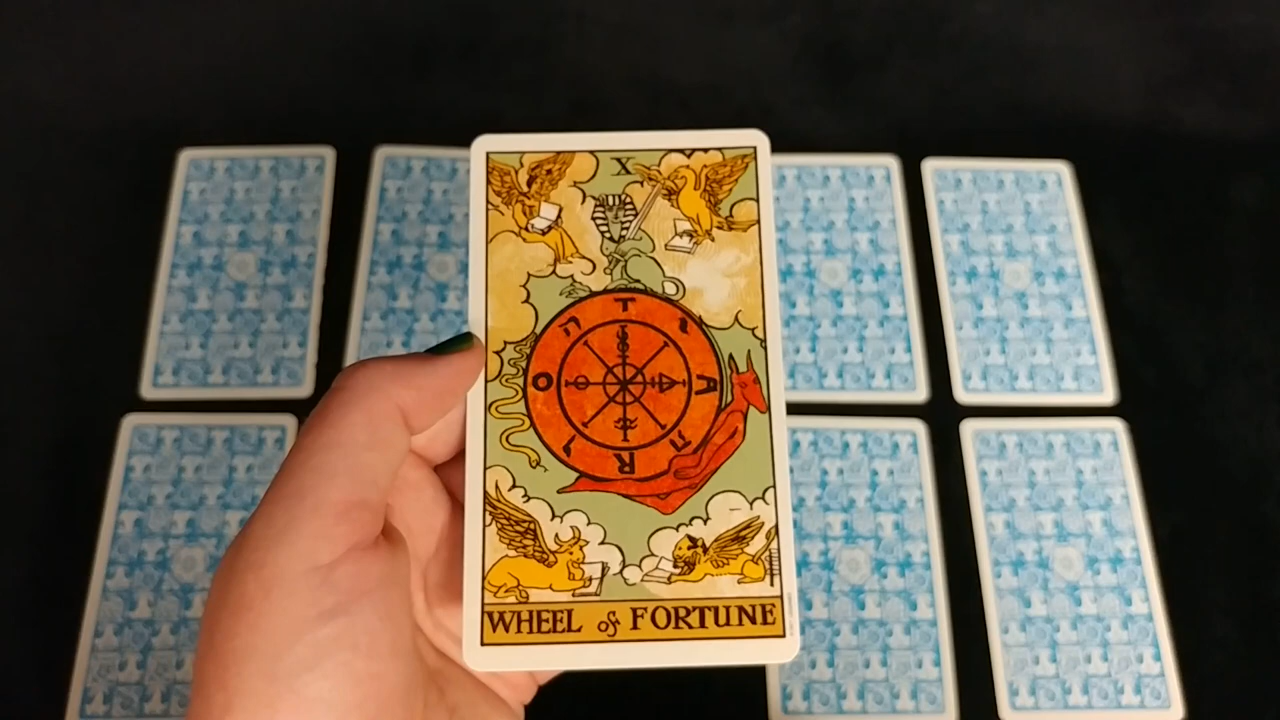 X
ה T י
O A
ו R ה
WHEEL of FORTUNE